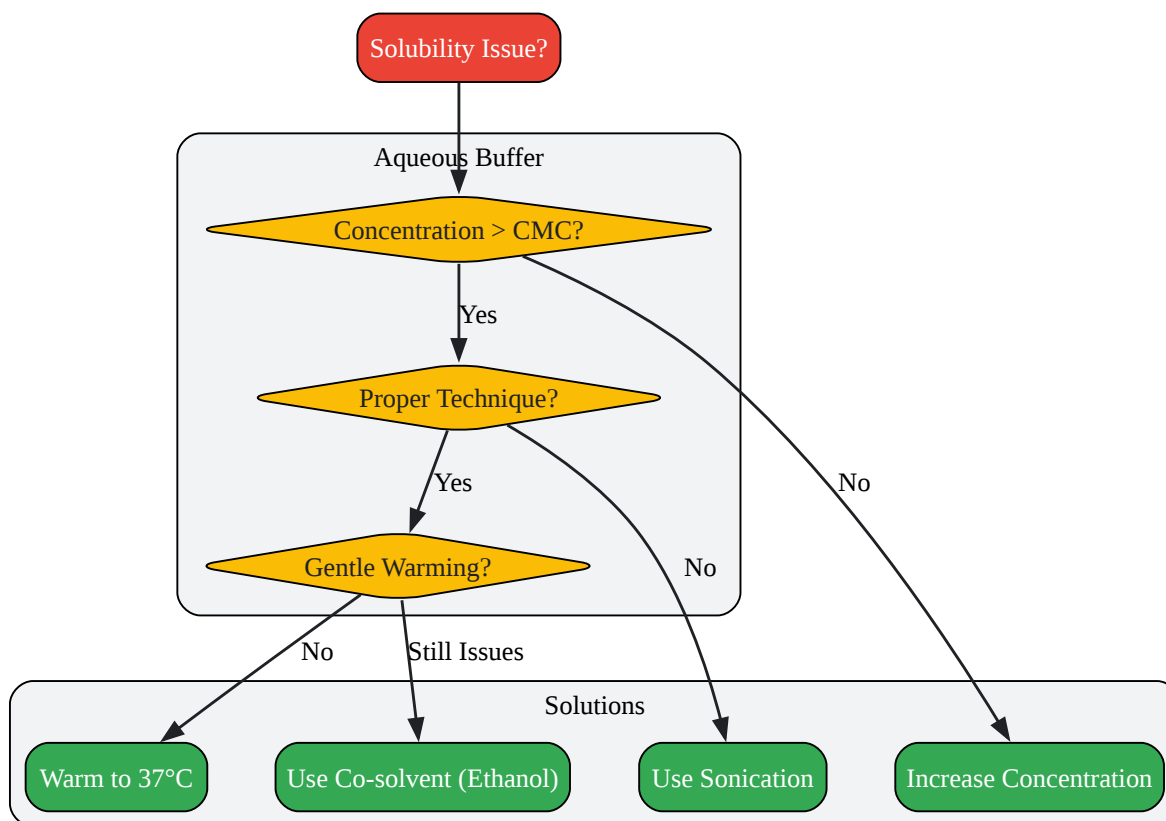 Solubility Issue?
Aqueous Buffer
Concentration > CMC?
Yes
Proper Technique?
No
Yes
Gentle Warming?
No
No
Still Issues
Solutions
Warm to 37°C
Use Co-solvent (Ethanol)
Use Sonication
Increase Concentration